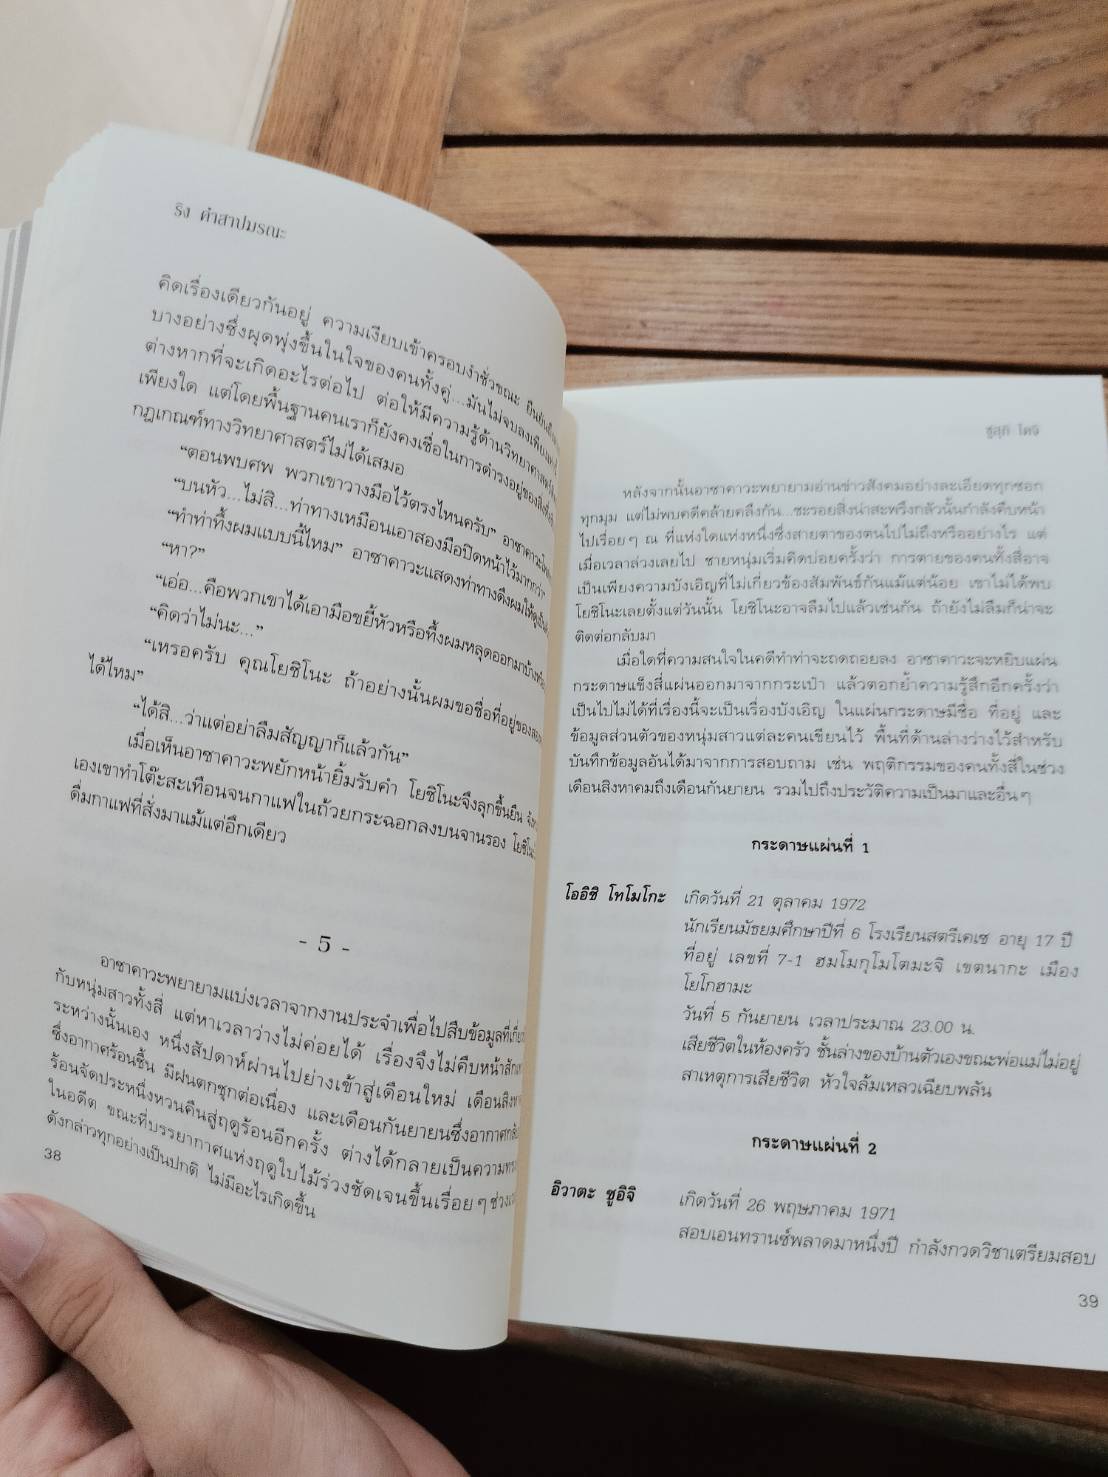 ริง คำสาปมรณะ
คิดเรื่องเดียวกันอยู่ ความเงียบเข้าครอบงำชั่วขณะ
บางอย่างซึ่งผุดพุ่งขึ้นในใจของคนทั้งคู่...มันไม่จบลงเพียง
ต่างหากที่จะเกิดอะไรต่อไป ต่อให้มีความรู้ด้านวิทยาศาสตร์
เพียงใด แต่โดยพื้นฐานคนเราก็ยังคงเชื่อในการดำรงอยู่ของสิ่งซึ่ง
กฎเกณฑ์ทางวิทยาศาสตร์ไม่ได้เสมอ
“ตอนพบศพ พวกเขาวางมือไว้ตรงไหนครับ” อาซาคาวะ
“บนหัว...ไม่สิ...ท่าทางเหมือนเอาสองมือปิดหน้าไว้มากกว่า”
“ทำท่าทึ้งผมแบบนี้ไหม” อาซาคาวะแสดงท่าทางดึงผมให้ดู
“หา?”
“เอ่อ...คือพวกเขาได้เอามือขยี้หัวหรือทึ้งผมหลุดออกมาบ้าง
“คิดว่าไม่นะ...”
“เหรอครับ คุณโยชิโนะ ถ้าอย่างนั้นผมขอชื่อที่อยู่ของ
ได้ไหม”
“ได้สิ...ว่าแต่อย่าลืมสัญญาก็แล้วกัน”
เมื่อเห็นอาซาคาวะพยักหน้ายิ้มรับคำ โยชิโนะจึงลุกขึ้นยืน
เองเขาทำโต๊ะสะเทือนจนกาแฟในถ้วยกระฉอกลงบนจานรอง
ดื่มกาแฟที่สั่งมาแม้แต่อึกเดียว
- 5 -
อาซาคาวะพยายามแบ่งเวลาจากงานประจำเพื่อไปสืบข้อมูลที่
กับหนุ่มสาวทั้งสี่ แต่หาเวลาว่างไม่ค่อยได้ เรื่องจึงไม่คืบหน้า
ระหว่างนั้นเอง หนึ่งสัปดาห์ผ่านไปย่างเข้าสู่เดือนใหม่
ซึ่งอากาศร้อนชื้น มีฝนตกชุกต่อเนื่อง และเดือนกันยายนซึ่งอากาศ
ร้อนจัดประหนึ่งหวนคืนสู่ฤดูร้อนอีกครั้ง ต่างได้กลายเป็นความ
ในอดีต ขณะที่บรรยากาศแห่งฤดูใบไม้ร่วงชัดเจนขึ้นเรื่อยๆ
ดังกล่าวทุกอย่างเป็นปกติ ไม่มีอะไรเกิดขึ้น
38
ซูสุกิ โคจิ
หลังจากนั้นอาซาคาวะพยายามอ่านข่าวสังคมอย่างละเอียดทุกซอก
ทุกมุม แต่ไม่พบคดีคล้ายคลึงกัน...ชะรอยสิ่งน่าสะพรึงกลัวนั้นกำลังคืบหน้า
ไปเรื่อยๆ ณ ที่แห่งใดแห่งหนึ่งซึ่งสายตาของตนไปไม่ถึงหรืออย่างไร แต่
เมื่อเวลาล่วงเลยไป ชายหนุ่มเริ่มคิดบ่อยครั้งว่า การตายของคนทั้งสี่อาจ
เป็นเพียงความบังเอิญที่ไม่เกี่ยวข้องสัมพันธ์กันแม้แต่น้อย เขาไม่ได้พบ
โยชิโนะเลยตั้งแต่วันนั้น โยชิโนะอาจลืมไปแล้วเช่นกัน ถ้ายังไม่ลืมก็น่าจะ
ติดต่อกลับมา
เมื่อใดที่ความสนใจในคดีทำท่าจะถดถอยลง อาซาคาวะจะหยิบแผ่น
กระดาษแข็งสี่แผ่นออกมาจากกระเป๋า แล้วตอกย้ำความรู้สึกอีกครั้งว่า
เป็นไปไม่ได้ที่เรื่องนี้จะเป็นเรื่องบังเอิญ ในแผ่นกระดาษมีชื่อ ที่อยู่ และ
ข้อมูลส่วนตัวของหนุ่มสาวแต่ละคนเขียนไว้ พื้นที่ด้านล่างว่างไว้สำหรับ
บันทึกข้อมูลอันได้มาจากการสอบถาม เช่น พฤติกรรมของคนทั้งสี่ในช่วง
เดือนสิงหาคมถึงเดือนกันยายน รวมไปถึงประวัติความเป็นมาและอื่นๆ
กระดาษแผ่นที่ 1
โออิชิ โทโมโกะ เกิดวันที่ 21 ตุลาคม 1972
นักเรียนมัธยมศึกษาปีที่ 6 โรงเรียนสตรีเคเซ อายุ 17 ปี
ที่อยู่ เลขที่ 7-1 ฮมโมกุโมโตมะจิ เขตนากะ เมือง
โยโกฮามะ
วันที่ 5 กันยายน เวลาประมาณ 23.00 น.
เสียชีวิตในห้องครัว ชั้นล่างของบ้านตัวเองขณะพ่อแม่ไม่อยู่
สาเหตุการเสียชีวิต หัวใจล้มเหลวเฉียบพลัน
กระดาษแผ่นที่ 2
อิวาตะ ชูอิจิ เกิดวันที่ 26 พฤษภาคม 1971
สอบเอนทรานซ์พลาดมาหนึ่งปี กำลังกวดวิชาเตรียมสอบ
39